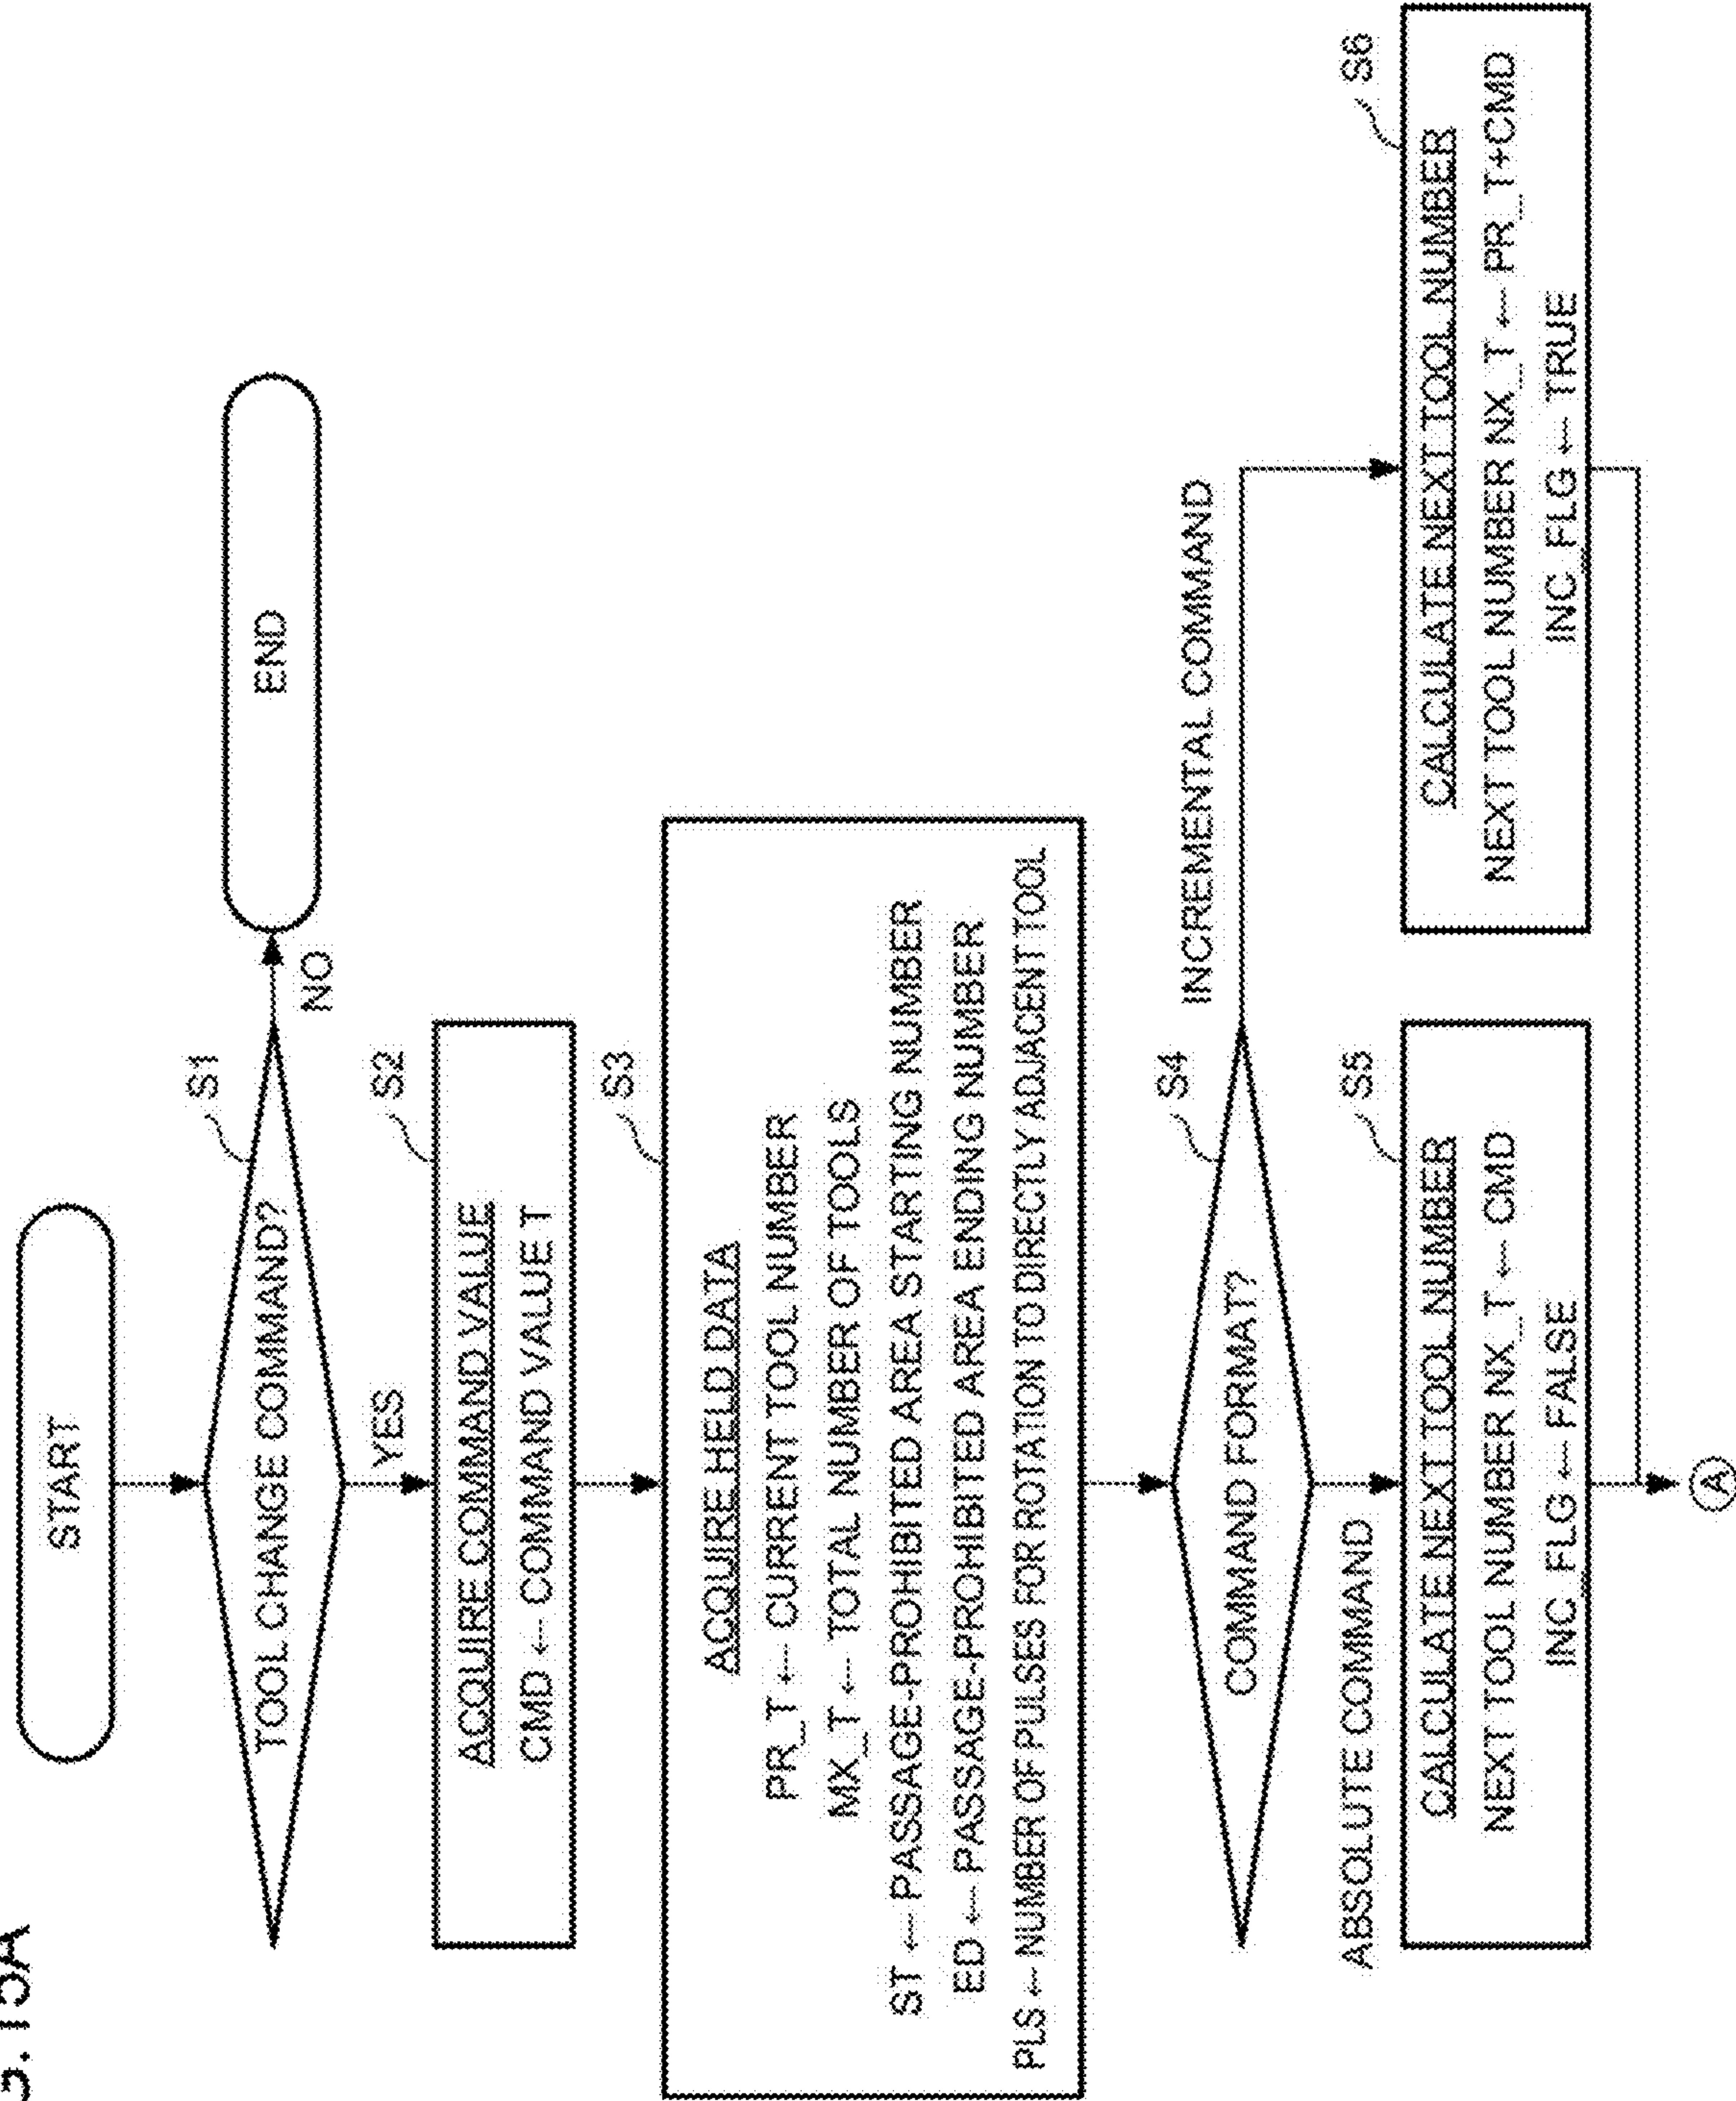 G. 15A
START
S1
TOOL CHANGE COMMAND?
NO
END
YES
S2
ACQUIRE COMMAND VALUE
CMD ← COMMAND VALUE T
S3
ACQUIRE HELD DATA
PR_T ← CURRENT TOOL NUMBER
MX_T ← TOTAL NUMBER OF TOOLS
ST ← PASSAGE-PROHIBITED AREA STARTING NUMBER
ED ← PASSAGE-PROHIBITED AREA ENDING NUMBER
PLS ← NUMBER OF PULSES FOR ROTATION TO DIRECTLY ADJACENT TOOL
S4
COMMAND FORMAT?
INCREMENTAL COMMAND
ABSOLUTE COMMAND
S5
CALCULATE NEXT TOOL NUMBER
NEXT TOOL NUMBER NX_T ← CMD
INC_FLG ← FALSE
S6
CALCULATE NEXT TOOL NUMBER
NEXT TOOL NUMBER NX_T ← PR_T+CMD
INC_FLG ← TRUE
A